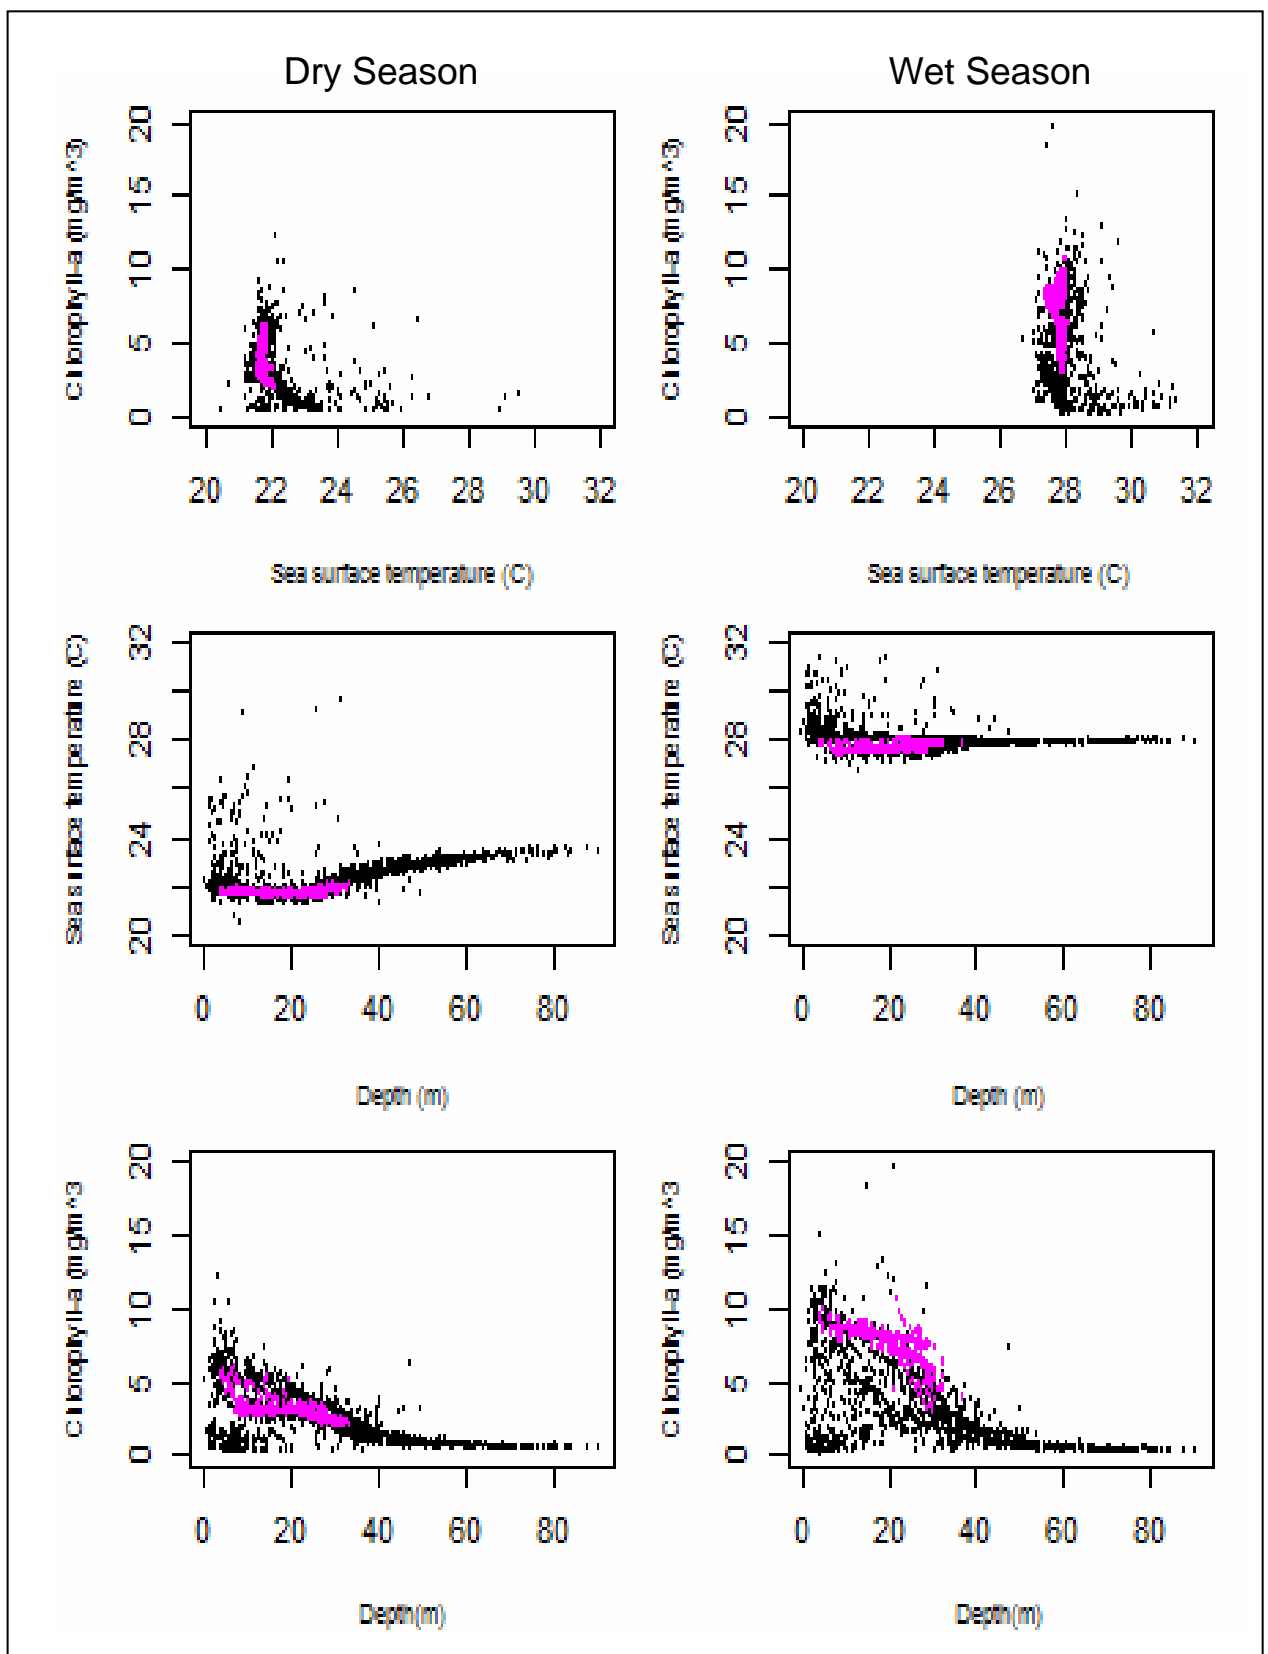 Dry Season
Wet Season
Chlorophyll-a (mg/m^3)
20
15
10
5
0
20 22 24 26 28 30 32
Sea surface temperature (C)
Chlorophyll-a (mg/m^3)
20
15
10
5
0
20 22 24 26 28 30 32
Sea surface temperature (C)
Sea surface temperature (C)
32
28
24
20
0 20 40 60 80
Depth (m)
Sea surface temperature (C)
32
28
24
20
0 20 40 60 80
Depth (m)
Chlorophyll-a (mg/m^3
20
15
10
5
0
0 20 40 60 80
Depth(m)
Chlorophyll-a (mg/m^3
20
15
10
5
0
0 20 40 60 80
Depth(m)